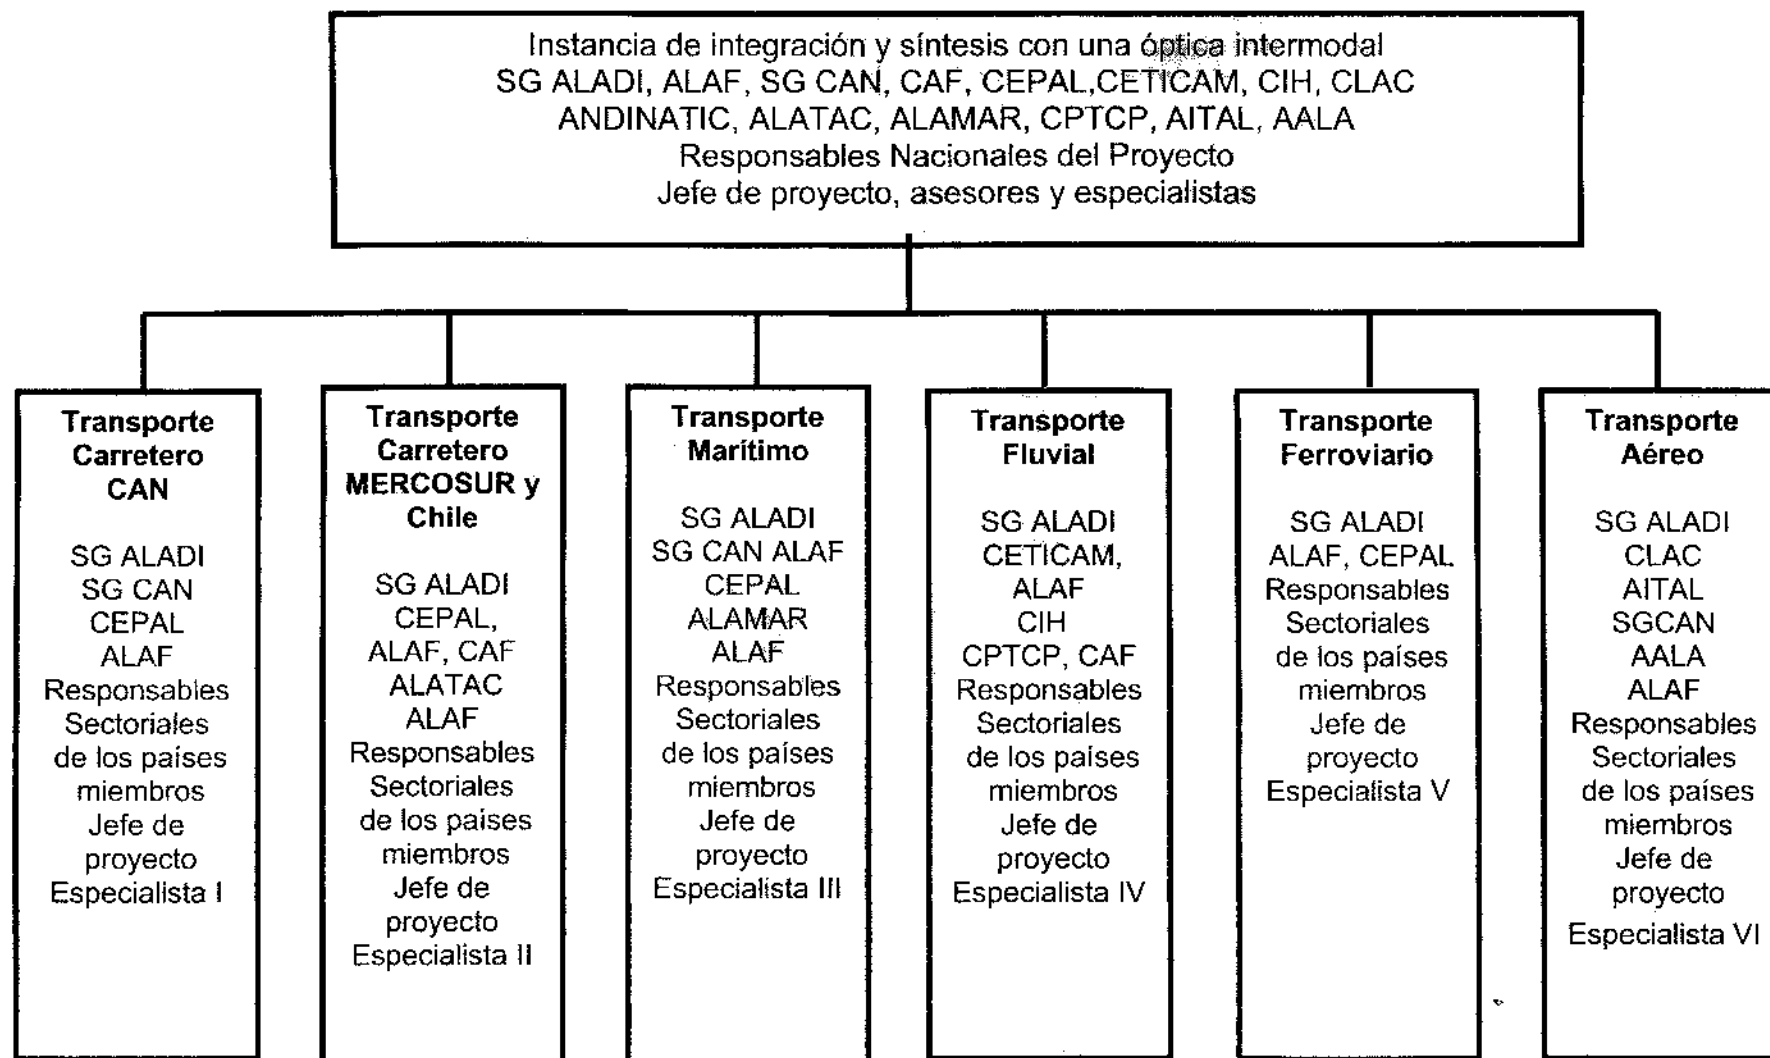 Instancia de integración y síntesis con una óptica intermodal
SG ALADI, ALAF, SG CAN, CAF, CEPAL,CETICAM, CIH, CLAC
ANDINATIC, ALATAC, ALAMAR, CPTCP, AITAL, AALA
Responsables Nacionales del Proyecto
Jefe de proyecto, asesores y especialistas
Transporte
Carretero
CAN
SG ALADI
SG CAN
CEPAL
ALAF
Responsables
Sectoriales
de los países
miembros
Jefe de
proyecto
Especialista I
Transporte
Carretero
MERCOSUR y
Chile
SG ALADI
CEPAL,
ALAF, CAF
ALATAC
ALAF
Responsables
Sectoriales
de los países
miembros
Jefe de
proyecto
Especialista II
Transporte
Marítimo
SG ALADI
SG CAN ALAF
CEPAL
ALAMAR
ALAF
Responsables
Sectoriales
de los países
miembros
Jefe de
proyecto
Especialista III
Transporte
Fluvial
SG ALADI
CETICAM,
ALAF
CIH
CPTCP, CAF
Responsables
Sectoriales
de los países
miembros
Jefe de
proyecto
Especialista IV
Transporte
Ferroviario
SG ALADI
ALAF, CEPAL
Responsables
Sectoriales
de los países
miembros
Jefe de
proyecto
Especialista V
Transporte
Aéreo
SG ALADI
CLAC
AITAL
SGCAN
AALA
ALAF
Responsables
Sectoriales
de los países
miembros
Jefe de
proyecto
Especialista VI